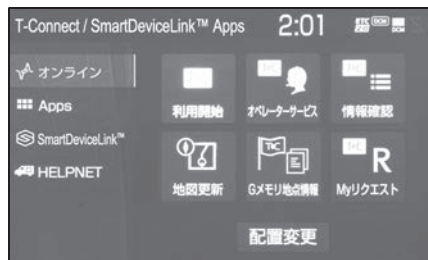 T-Connect / SmartDeviceLink™ Apps 2:01
オンライン
Apps
SmartDeviceLink™
HELPNET
利用開始
オペレーターサービス
情報確認
地図更新
T•C
Gメモリ地点情報
R
Myリクエスト
配置変更